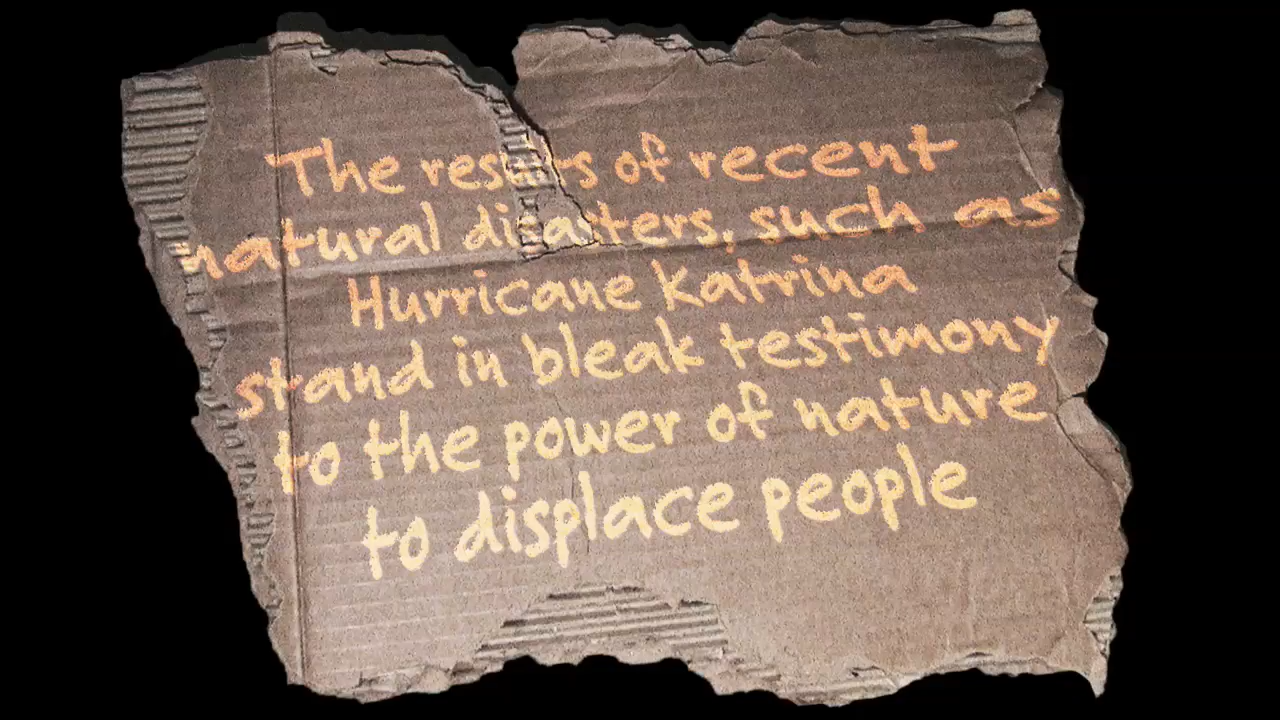 The results of recent
natural disasters, such as
Hurricane Katrina
stand in bleak testimony
to the power of nature
to displace people